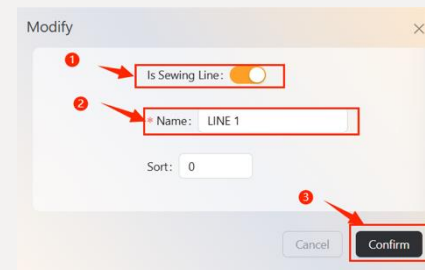 Modify
1
Is Sewing Line:
2
* Name: LINE 1
Sort: 0
3
Cancel Confirm